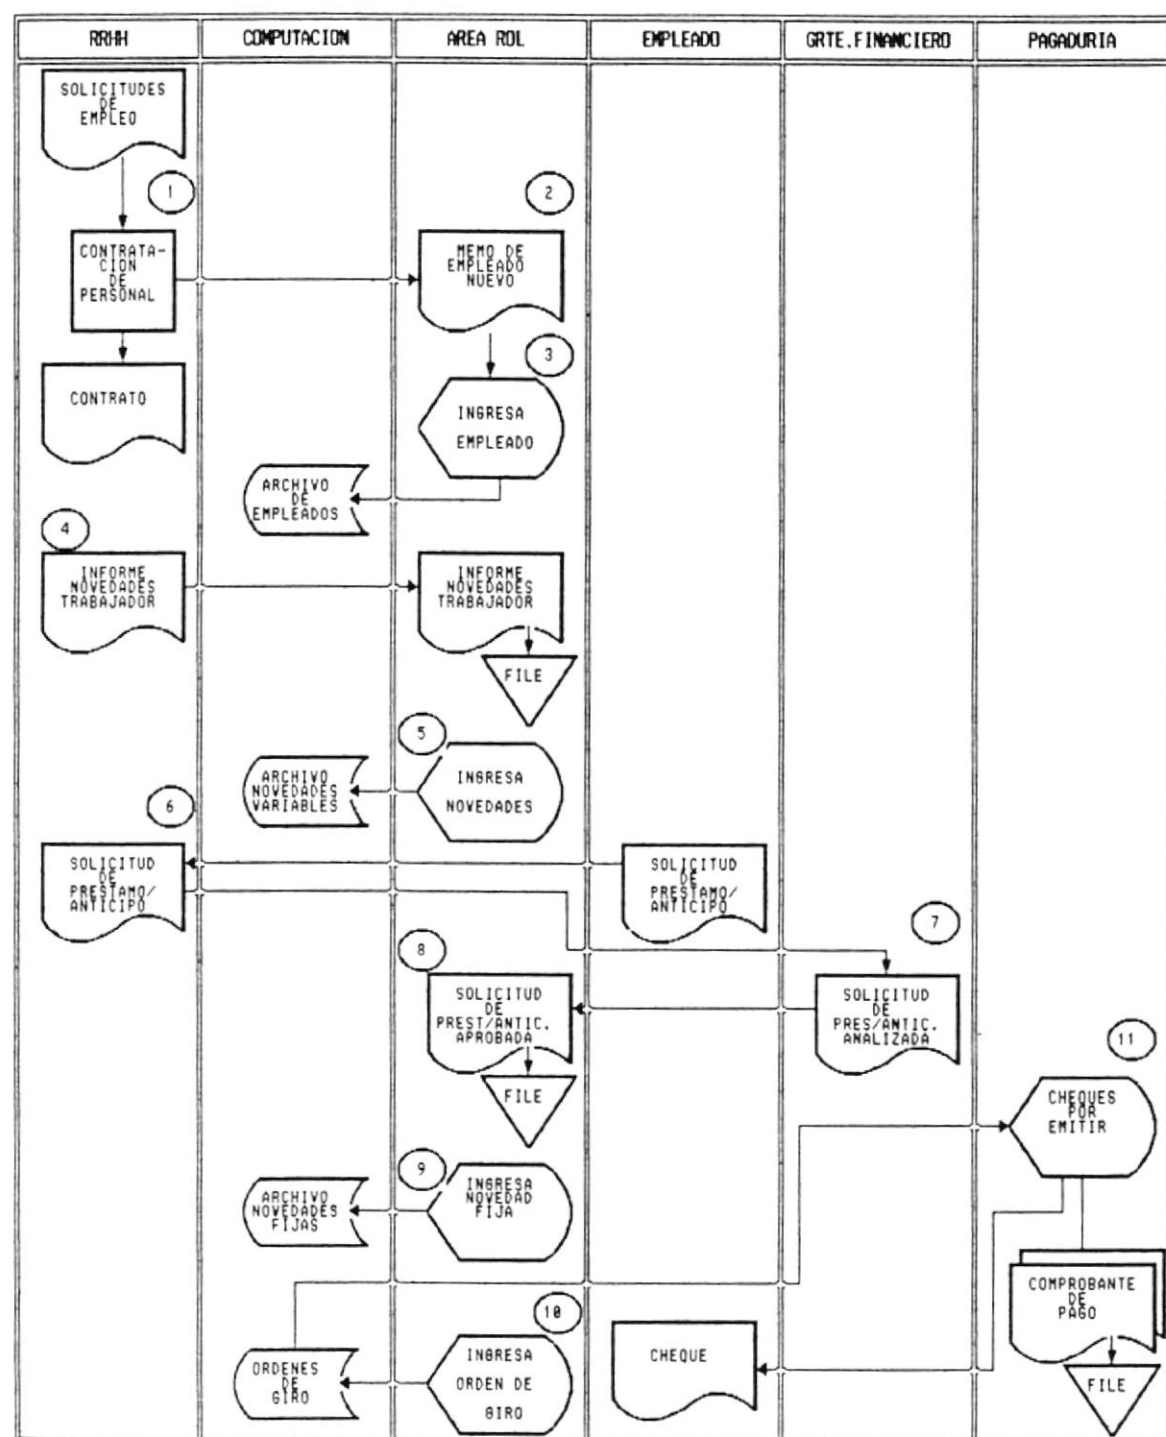 RRHH
COMPUTACION
AREA ROL
EMPLEADO
GRTE.FINANCIERO
PAGADURIA
SOLICITUDES
DE
EMPLEO
1
2
CONTRATA-
CION
DE
PERSONAL
MEMO DE
EMPLEADO
NUEVO
3
CONTRATO
INGRESA
EMPLEADO
ARCHIVO
DE
EMPLEADOS
4
INFORME
NOVEDADES
TRABAJADOR
INFORME
NOVEDADES
TRABAJADOR
FILE
5
ARCHIVO
NOVEDADES
VARIABLES
INGRESA
NOVEDADES
6
SOLICITUD
DE
PRESTAMO/
ANTICIPO
SOLICITUD
DE
PRESTAMO/
ANTICIPO
7
8
SOLICITUD
DE
PREST/ANTIC.
APROBADA
SOLICITUD
DE
PRES/ANTIC.
ANALIZADA
FILE
11
CHEQUES
POR
EMITIR
9
ARCHIVO
NOVEDADES
FIJAS
INGRESA
NOVEDAD
FIJA
COMPROBANTE
DE
PAGO
10
ORDENES
DE
GIRO
INGRESA
ORDEN DE
GIRO
CHEQUE
FILE